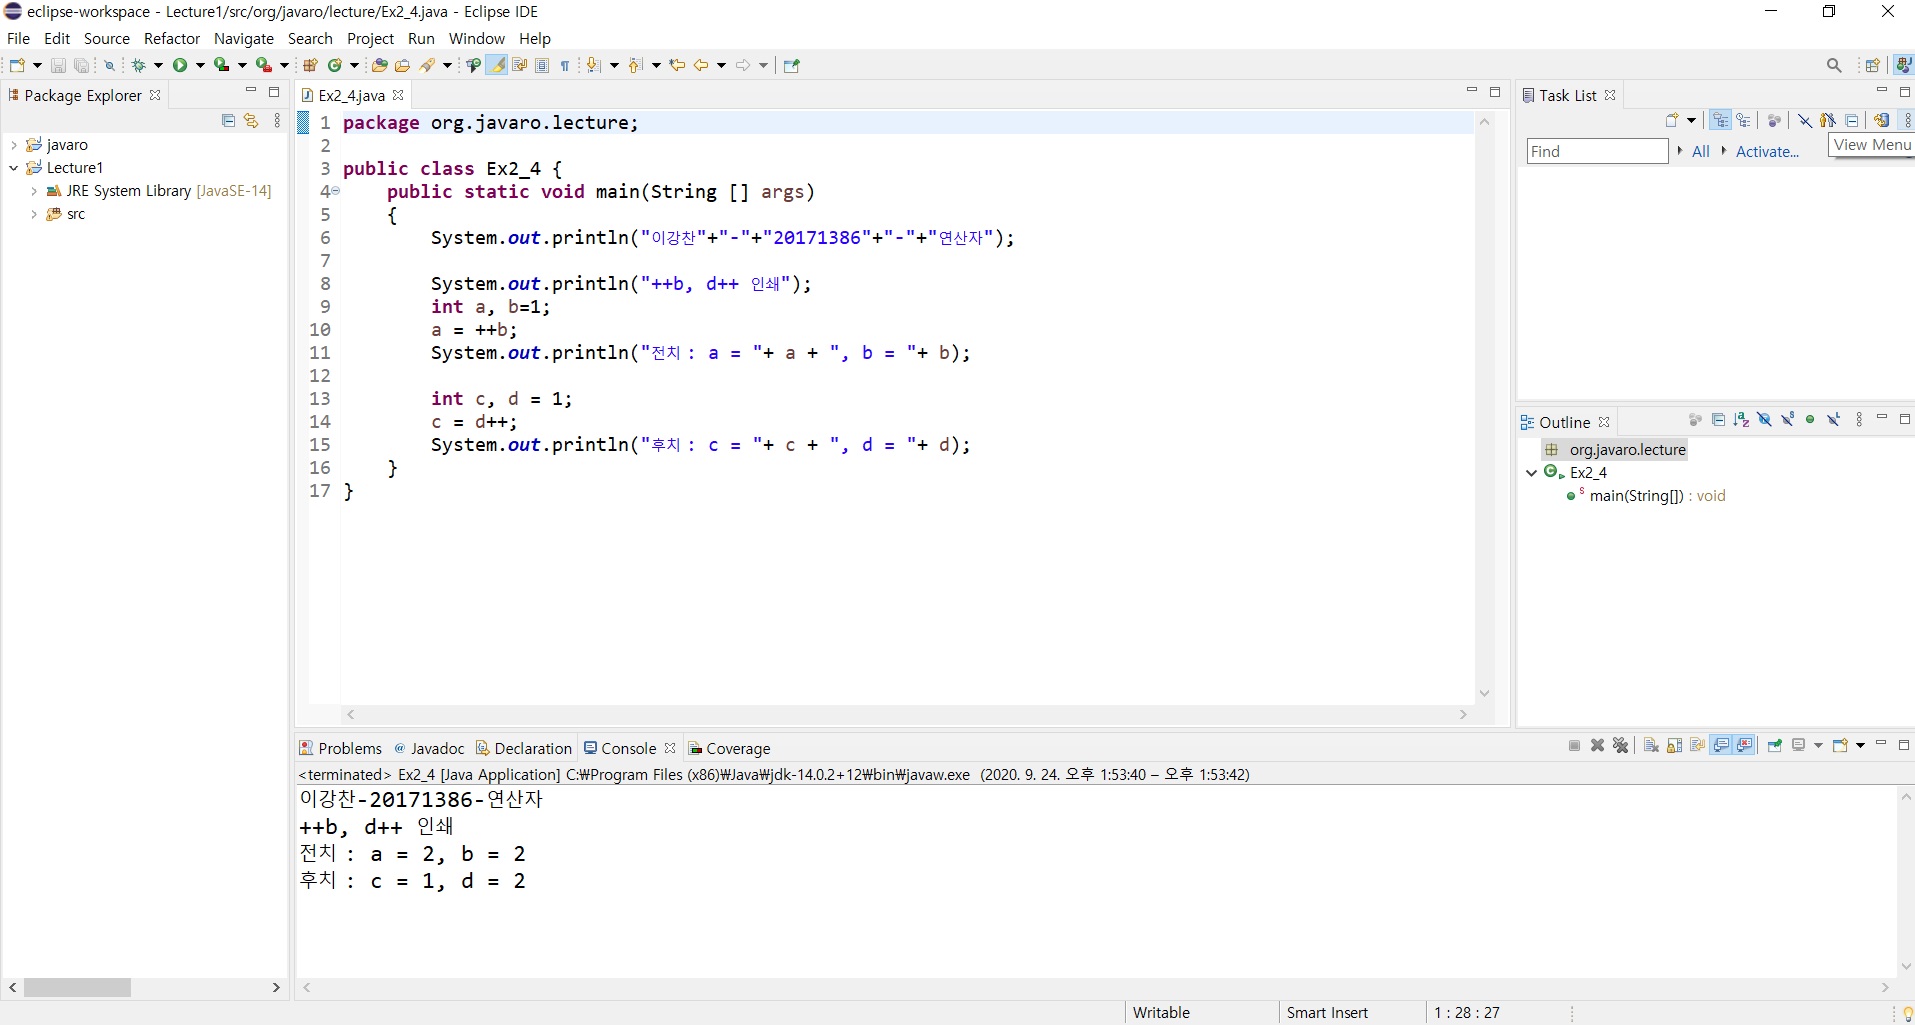 eclipse-workspace - Lecture1/src/org/javaro/lecture/Ex2_4.java - Eclipse IDE
File Edit Source Refactor Navigate Search Project Run Window Help
Package Explorer
javaro
Lecture1
JRE System Library [JavaSE-14]
src
Ex2_4.java
1 package org.javaro.lecture;
2
3 public class Ex2_4 {
4     public static void main(String [] args)
5     {
6         System.out.println("이강찬"+"-"+"20171386"+"-"+"연산자");
7
8         System.out.println("++b, d++ 인쇄");
9         int a, b=1;
10         a = ++b;
11         System.out.println("전치 : a = "+ a + ", b = "+ b);
12
13         int c, d = 1;
14         c = d++;
15         System.out.println("후치 : c = "+ c + ", d = "+ d);
16     }
17 }
Task List
View Menu
Find All Activate...
Outline
org.javaro.lecture
Ex2_4
main(String[]) : void
Problems Javadoc Declaration Console Coverage
<terminated> Ex2_4 [Java Application] C:₩Program Files (x86)₩Java₩jdk-14.0.2+12₩bin₩javaw.exe (2020. 9. 24. 오후 1:53:40 – 오후 1:53:42)
이강찬-20171386-연산자
++b, d++ 인쇄
전치 : a = 2, b = 2
후치 : c = 1, d = 2
Writable Smart Insert 1 : 28 : 27